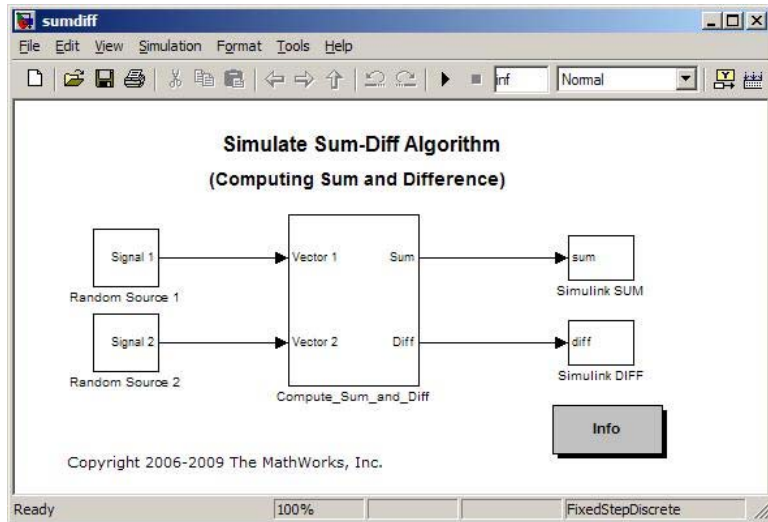 sumdiff
File Edit View Simulation Format Tools Help
inf Normal
Simulate Sum-Diff Algorithm
(Computing Sum and Difference)
Signal 1
Random Source 1
Vector 1 Sum
sum
Simulink SUM
Signal 2
Random Source 2
Vector 2 Diff
Compute_Sum_and_Diff
diff
Simulink DIFF
Info
Copyright 2006-2009 The MathWorks, Inc.
Ready 100% FixedStepDiscrete